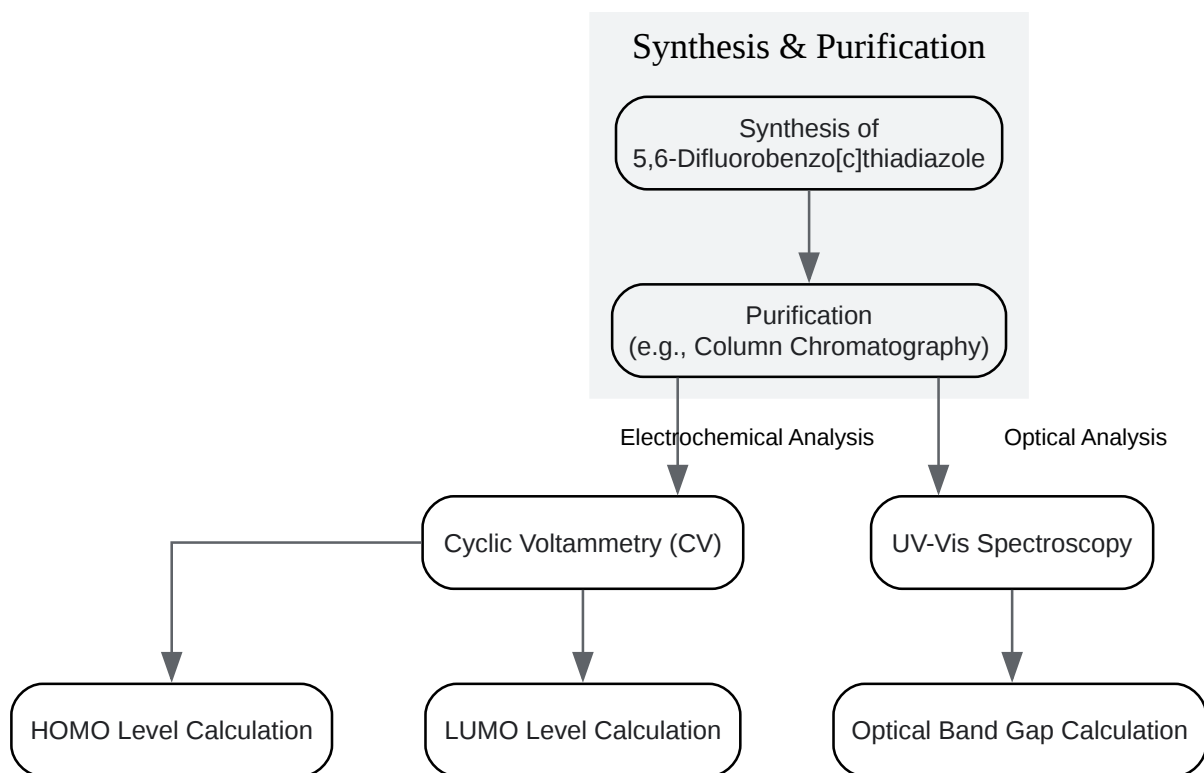 Synthesis & Purification
Synthesis of
5,6-Difluorobenzo[c]thiadiazole
Purification
(e.g., Column Chromatography)
Electrochemical Analysis
Optical Analysis
Cyclic Voltammetry (CV)
UV-Vis Spectroscopy
HOMO Level Calculation
LUMO Level Calculation
Optical Band Gap Calculation